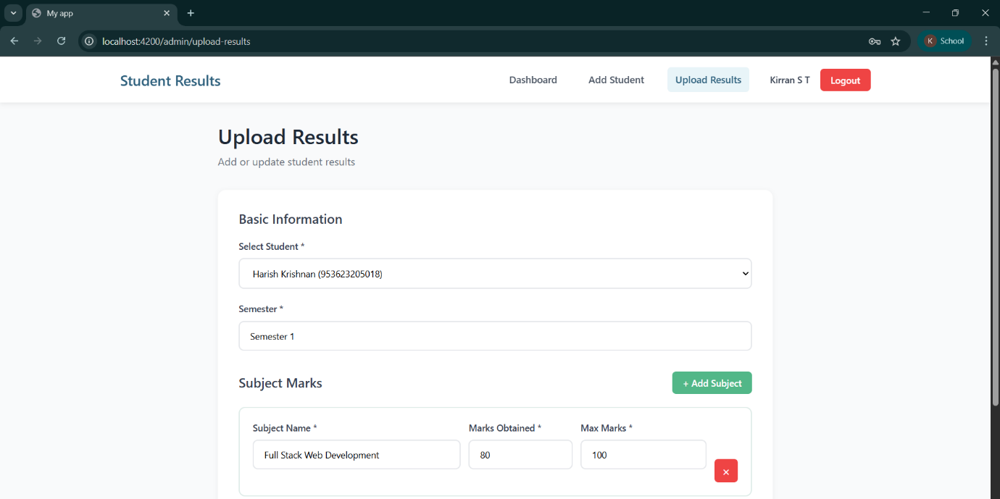 My app
localhost:4200/admin/upload-results
K School
Student Results
Dashboard
Add Student
Upload Results
Kirran S T
Logout
Upload Results
Add or update student results
Basic Information
Select Student *
Harish Krishnan (953623205018)
Semester *
Semester 1
Subject Marks
+ Add Subject
Subject Name * Marks Obtained * Max Marks *
Full Stack Web Development 80 100
×